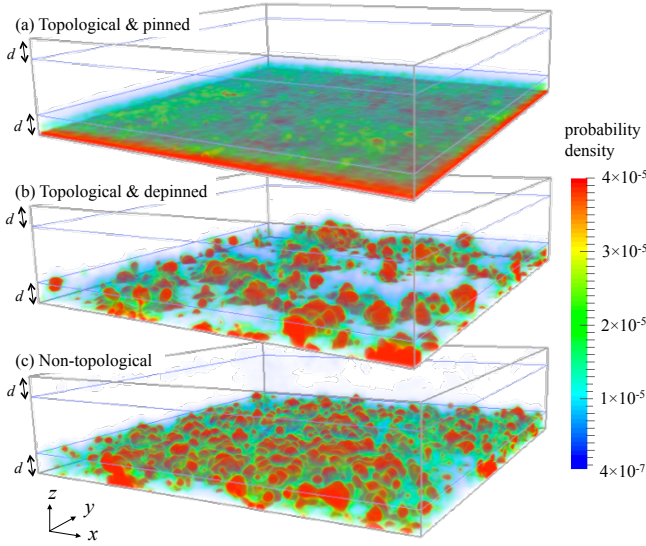 (a) Topological & pinned
d
d
probability
density
(b) Topological & depinned
4×10⁻⁵
d
3×10⁻⁵
d
2×10⁻⁵
(c) Non-topological
d
1×10⁻⁵
d
4×10⁻⁷
z
y
x